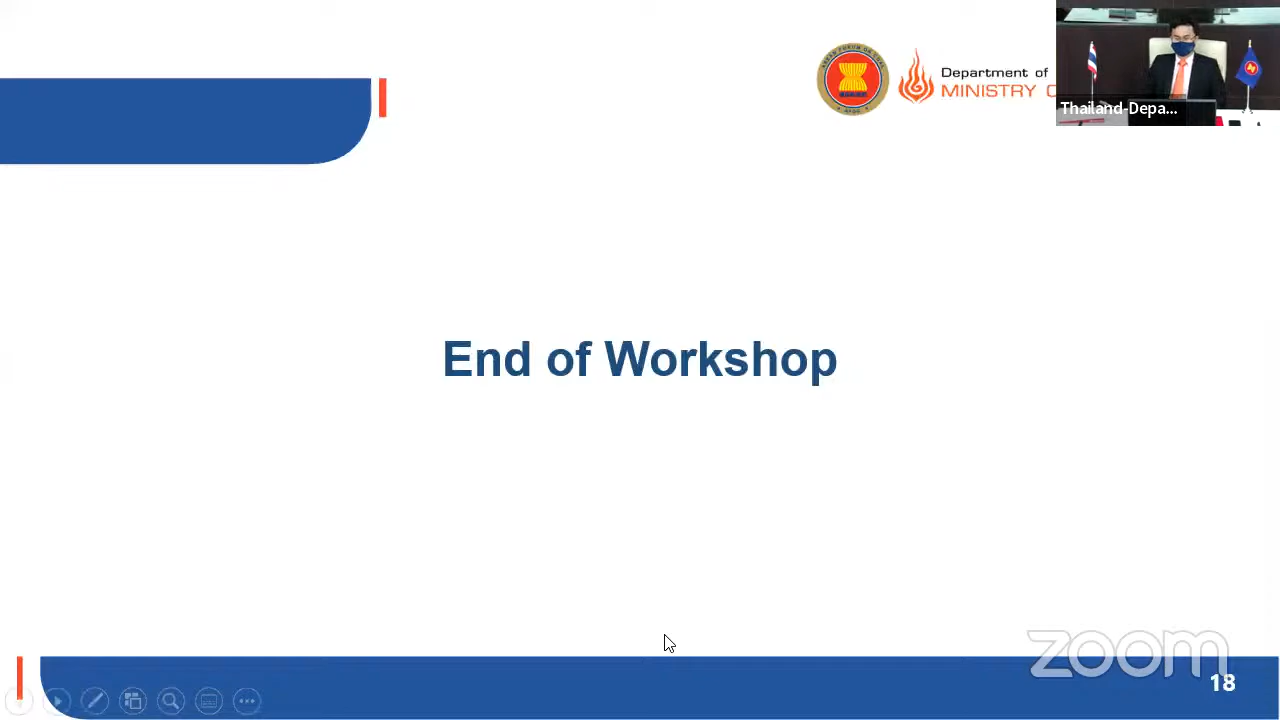 Department of
MINISTRY
Thailand-Depa...
End of Workshop
zoom
18